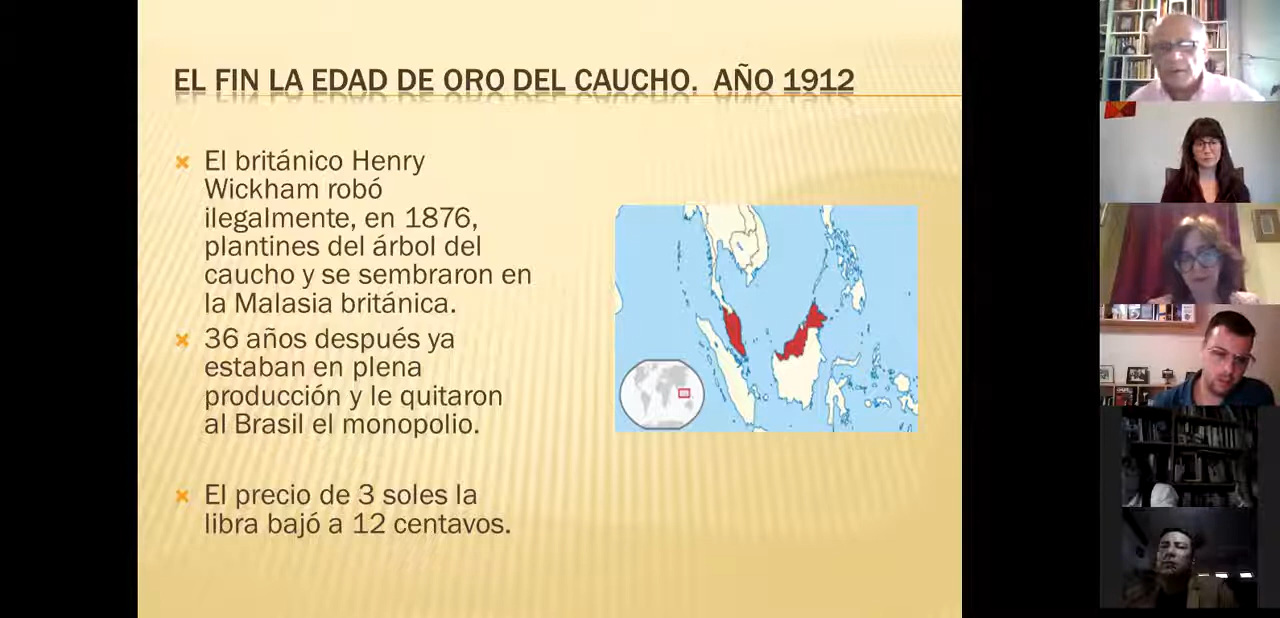 EL FIN LA EDAD DE ORO DEL CAUCHO. AÑO 1912
El británico Henry
Wickham robó
ilegalmente, en 1876,
plantines del árbol del
caucho y se sembraron en
la Malasia británica.
36 años después ya
estaban en plena
producción y le quitaron
al Brasil el monopolio.
El precio de 3 soles la
libra bajó a 12 centavos.